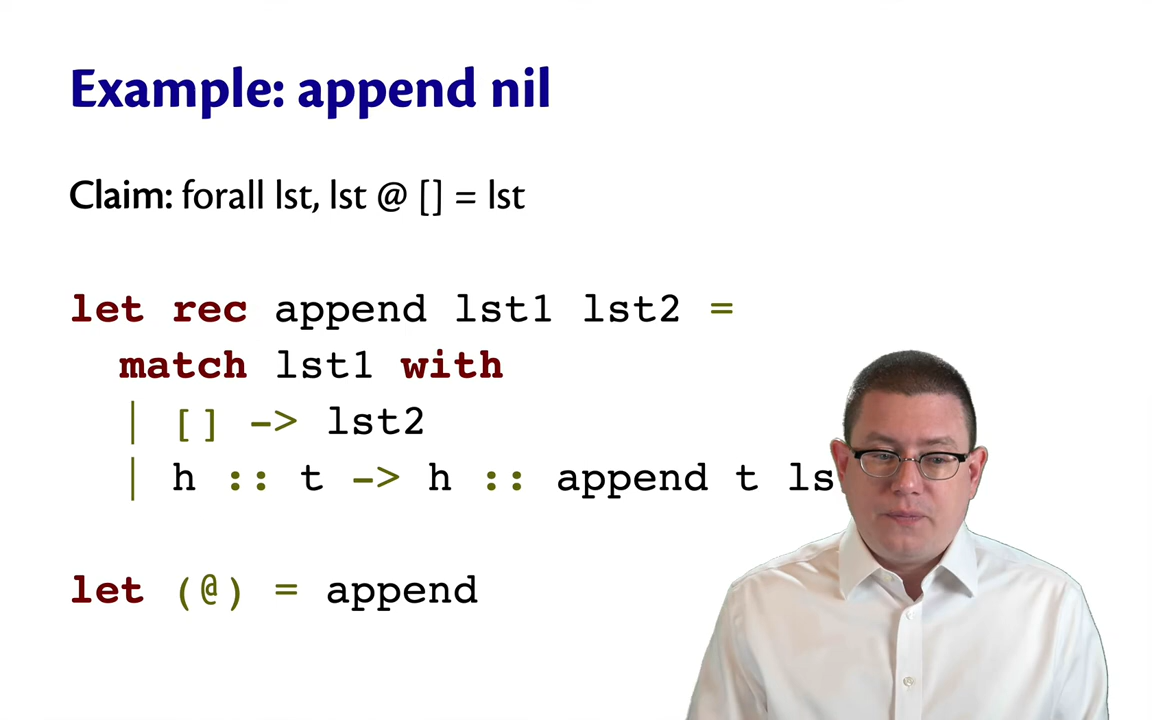 Example: append nil
Claim: forall lst, lst @ [] = lst
let rec append lst1 lst2 =
match lst1 with
| [] -> lst2
| h :: t -> h :: append t
let (@) = append